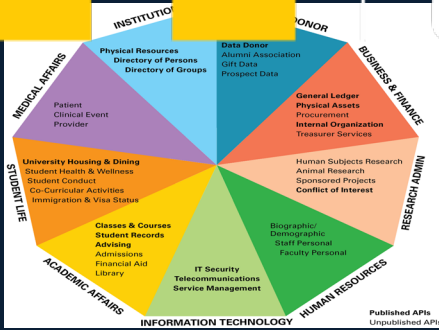 INSTITUTIO
DONOR
Physical Resources
Directory of Persons
Directory of Groups
Data Donor
Alumni Association
Gift Data
Prospect Data
BUSINESS & FINANCE
General Ledger
Physical Assets
Procurement
Internal Organization
Treasurer Services
MEDICAL AFFAIRS
Patient
Clinical Event
Provider
STUDENT LIFE
University Housing & Dining
Student Health & Wellness
Student Conduct
Co-Curricular Activities
Immigration & Visa Status
RESEARCH ADMIN
Human Subjects Research
Animal Research
Sponsored Projects
Conflict of Interest
ACADEMIC AFFAIRS
Classes & Courses
Student Records
Advising
Admissions
Financial Aid
Library
INFORMATION TECHNOLOGY
IT Security
Telecommunications
Service Management
HUMAN RESOURCES
Biographic/
Demographic
Staff Personal
Faculty Personal
Published APIs
Unpublished APIs